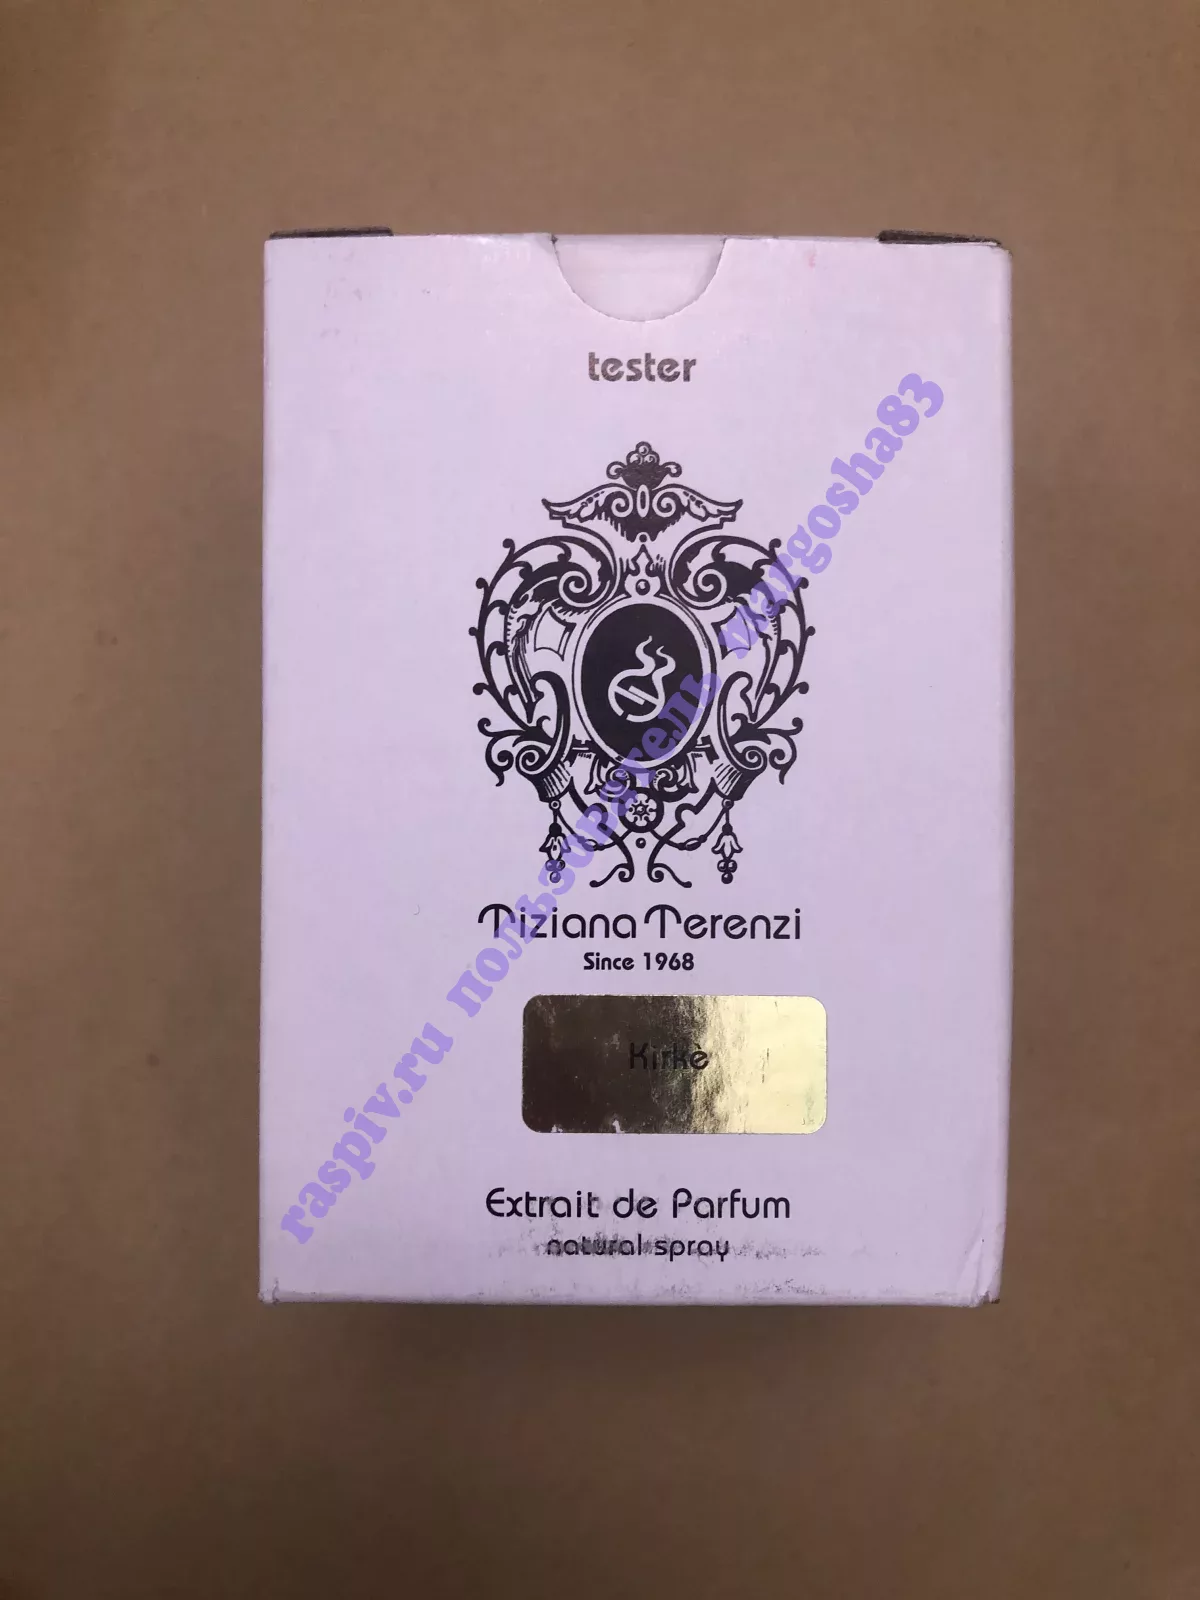 tester
Tiziana Terenzi
Since 1968
Kirkè
Extrait de Parfum
natural spray
raspiv.ru пользователь margosha83